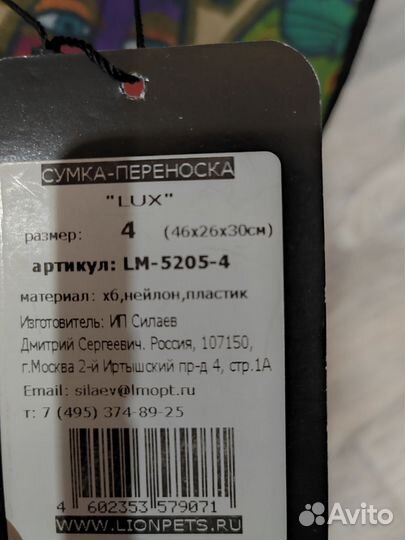 СУМКА-ПЕРЕНОСКА
"LUX"
размер: 4 (46x26x30см)
артикул: LM-5205-4
материал: хб,нейлон,пластик
Изготовитель: ИП Силаев
Дмитрий Сергеевич. Россия, 107150,
г.Москва 2-й Иртышский пр-д 4, стр.1А
Email: silaev@lmopt.ru
т: 7 (495) 374-89-25
4 602353 579071
WWW.LIONPETS.RU
Avito